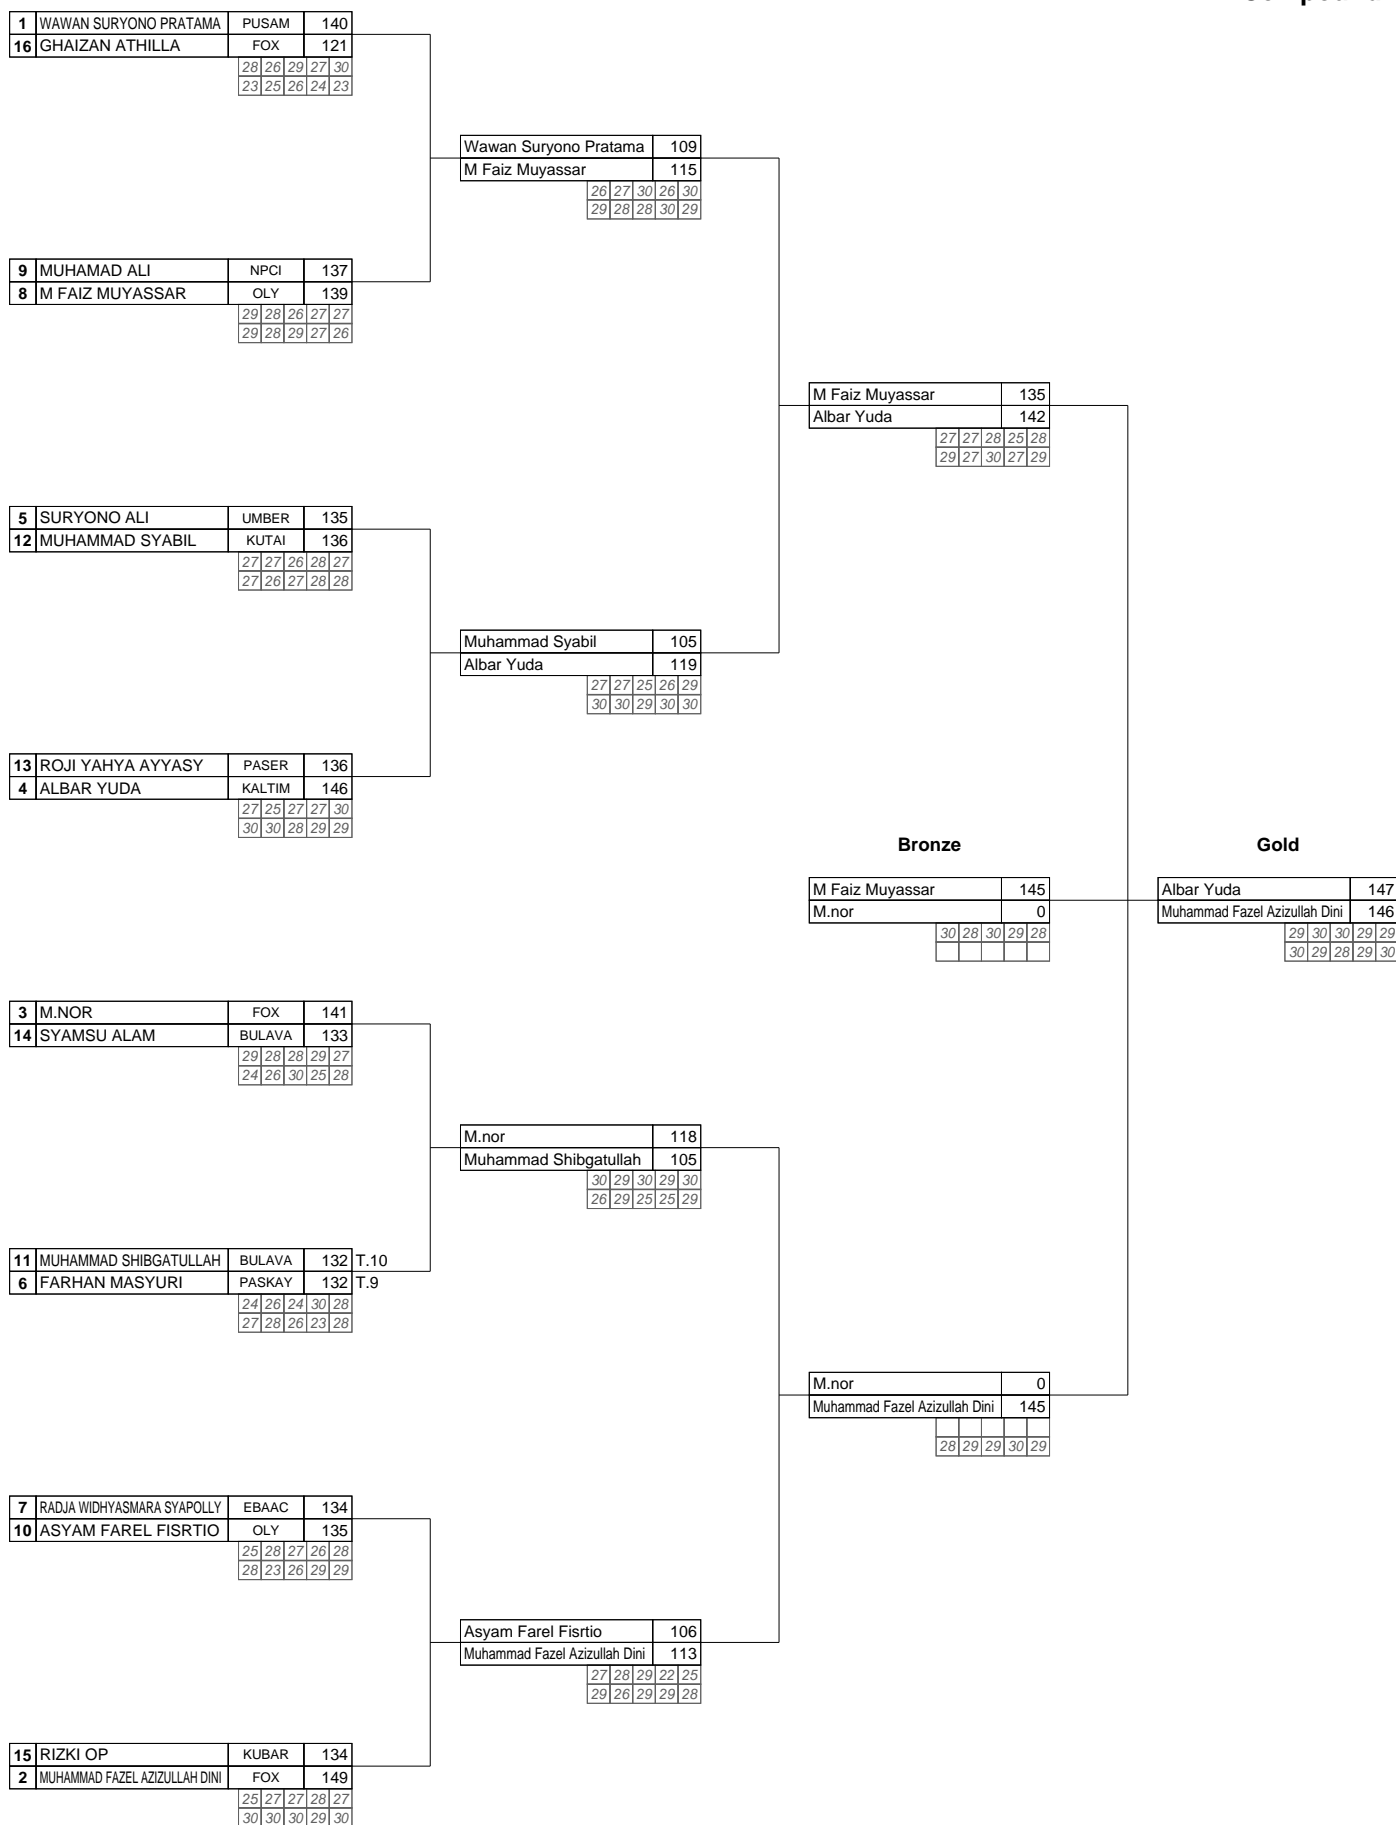 1 WAWAN SURYONO PRATAMA PUSAM 140
16 GHAIZAN ATHILLA FOX 121
28 26 29 27 30
23 25 26 24 23
Wawan Suryono Pratama 109
M Faiz Muyassar 115
26 27 30 26 30
29 28 28 30 29
9 MUHAMAD ALI NPCI 137
8 M FAIZ MUYASSAR OLY 139
29 28 26 27 27
29 28 29 27 26
M Faiz Muyassar 135
Albar Yuda 142
27 27 28 25 28
29 27 30 27 29
5 SURYONO ALI UMBER 135
12 MUHAMMAD SYABIL KUTAI 136
27 27 26 28 27
27 26 27 28 28
Muhammad Syabil 105
Albar Yuda 119
27 27 25 26 29
30 30 29 30 30
13 ROJI YAHYA AYYASY PASER 136
4 ALBAR YUDA KALTIM 146
27 25 27 27 30
30 30 28 29 29
Bronze Gold
M Faiz Muyassar 145 Albar Yuda 147
M.nor 0 Muhammad Fazel Azizullah Dini 146
30 28 30 29 28 29 30 30 29 29
30 29 28 29 30
3 M.NOR FOX 141
14 SYAMSU ALAM BULAVA 133
29 28 28 29 27
24 26 30 25 28
M.nor 118
Muhammad Shibgatullah 105
30 29 30 29 30
26 29 25 25 29
11 MUHAMMAD SHIBGATULLAH BULAVA 132 T.10
6 FARHAN MASYURI PASKAY 132 T.9
24 26 24 30 28
27 28 26 23 28
M.nor 0
Muhammad Fazel Azizullah Dini 145
28 29 29 30 29
7 RADJA WIDHYASMARA SYAPOLLY EBAAC 134
10 ASYAM FAREL FISRTIO OLY 135
25 28 27 26 28
28 23 26 29 29
Asyam Farel Fisrtio 106
Muhammad Fazel Azizullah Dini 113
27 28 29 22 25
29 26 29 29 28
15 RIZKI OP KUBAR 134
2 MUHAMMAD FAZEL AZIZULLAH DINI FOX 149
25 27 27 28 27
30 30 30 29 30